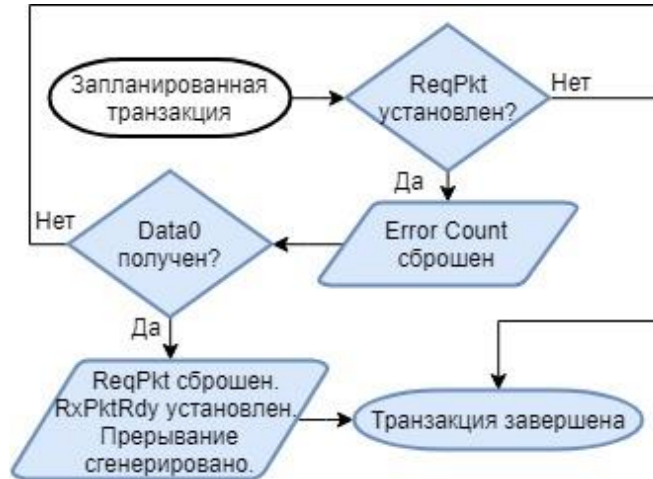 Запланированная
транзакция
ReqPkt
установлен?
Нет
Да
Error Count
сброшен
Нет
Data0
получен?
Да
ReqPkt сброшен.
RxPktRdy установлен.
Прерывание
сгенерировано.
Транзакция завершена